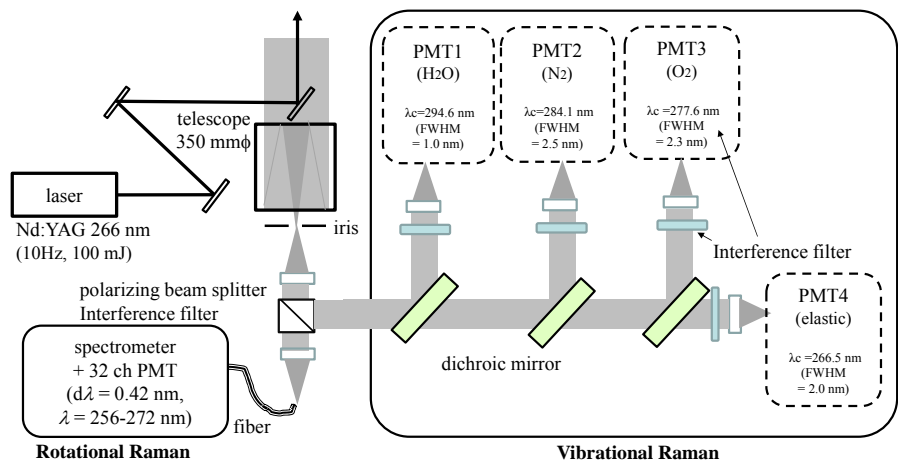 telescope
350 mmϕ
laser
Nd:YAG 266 nm
(10Hz, 100 mJ)
iris
polarizing beam splitter
Interference filter
spectrometer
+ 32 ch PMT
(dλ = 0.42 nm,
λ = 256-272 nm)
fiber
Rotational Raman
PMT1
(H2O)
λc=294.6 nm
(FWHM
= 1.0 nm)
PMT2
(N2)
λc=284.1 nm
(FWHM
= 2.5 nm)
PMT3
(O2)
λc=277.6 nm
(FWHM
= 2.3 nm)
Interference filter
PMT4
(elastic)
λc =266.5 nm
(FWHM
= 2.0 nm)
dichroic mirror
Vibrational Raman